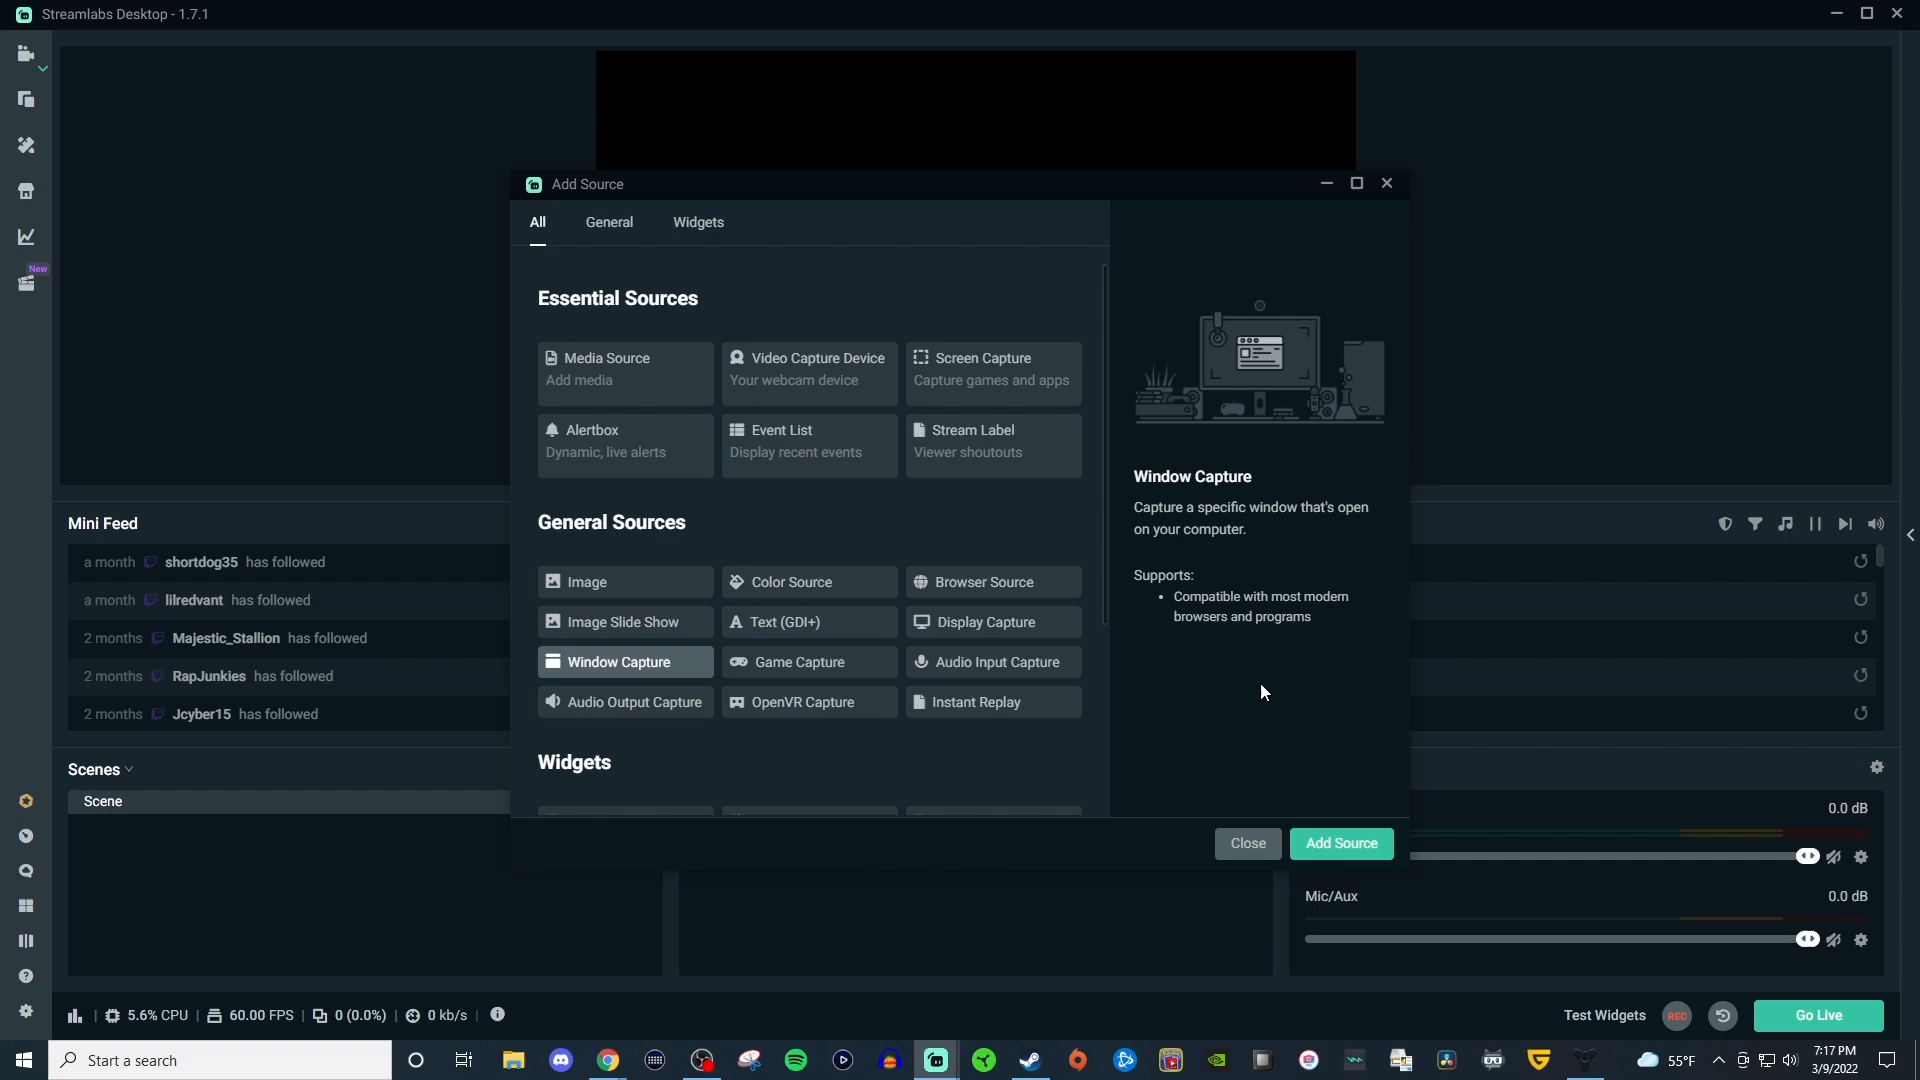 Streamlabs Desktop - 1.7.1
New
Add Source
All
General
Widgets
Essential Sources
Media Source
Add media
Video Capture Device
Your webcam device
Screen Capture
Capture games and apps
Alertbox
Dynamic, live alerts
Event List
Display recent events
Stream Label
Viewer shoutouts
General Sources
Image
Color Source
Browser Source
Image Slide Show
Text (GDI+)
Display Capture
Window Capture
Game Capture
Audio Input Capture
Audio Output Capture
OpenVR Capture
Instant Replay
Widgets
Window Capture
Capture a specific window that's open
on your computer.
Supports:
• Compatible with most modern
browsers and programs
Close
Add Source
Mini Feed
a month shortdog35 has followed
a month lilredvant has followed
2 months Majestic_Stallion has followed
2 months RapJunkies has followed
2 months Jcyber15 has followed
Scenes
Scene
0.0 dB
Mic/Aux
0.0 dB
5.6% CPU
60.00 FPS
0 (0.0%)
0 kb/s
Test Widgets
REC
Go Live
Start a search
55°F
7:17 PM
3/9/2022